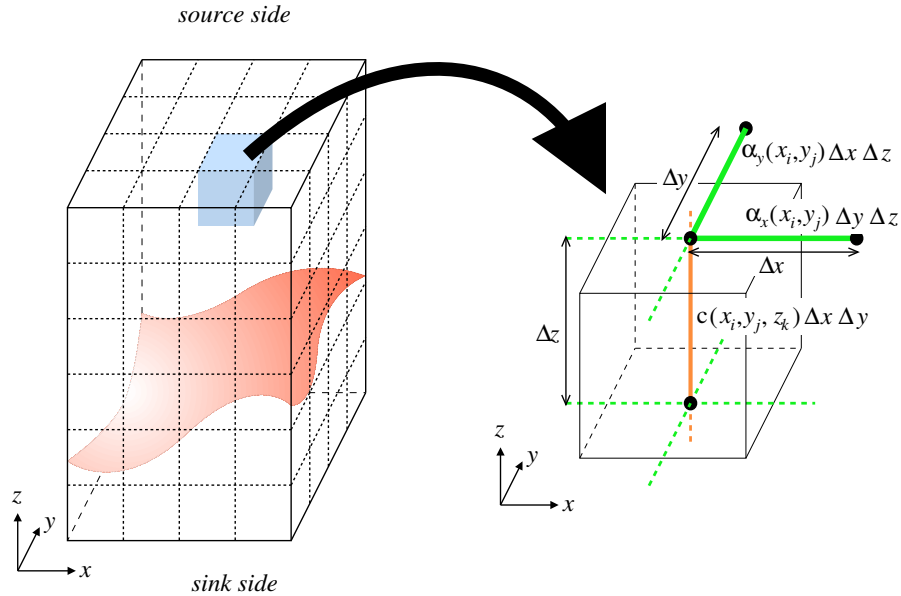 source side
α_y(x_i,y_j) Δx Δz
Δy
α_x(x_i,y_j) Δy Δz
Δx
c(x_i,y_j,z_k) Δx Δy
Δz
z
y
x
z
y
x
sink side